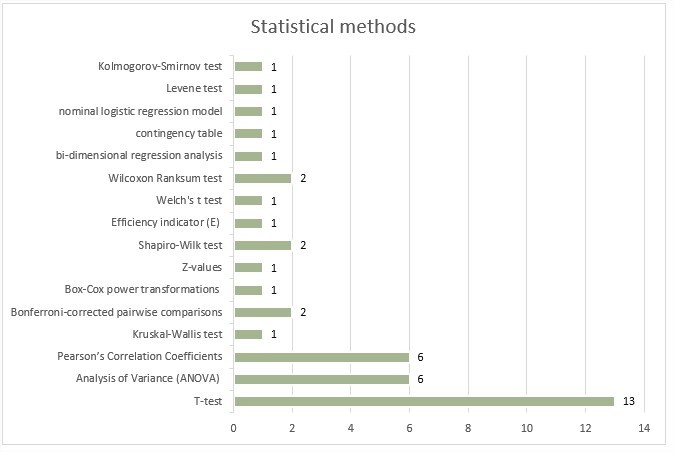 Statistical methods
Kolmogorov-Smirnov test 1
Levene test 1
nominal logistic regression model 1
contingency table 1
bi-dimensional regression analysis 1
Wilcoxon Ranksum test 2
Welch's t test 1
Efficiency indicator (E) 1
Shapiro-Wilk test 2
Z-values 1
Box-Cox power transformations 1
Bonferroni-corrected pairwise comparisons 2
Kruskal-Wallis test 1
Pearson’s Correlation Coefficients 6
Analysis of Variance (ANOVA) 6
T-test 13
0 2 4 6 8 10 12 14